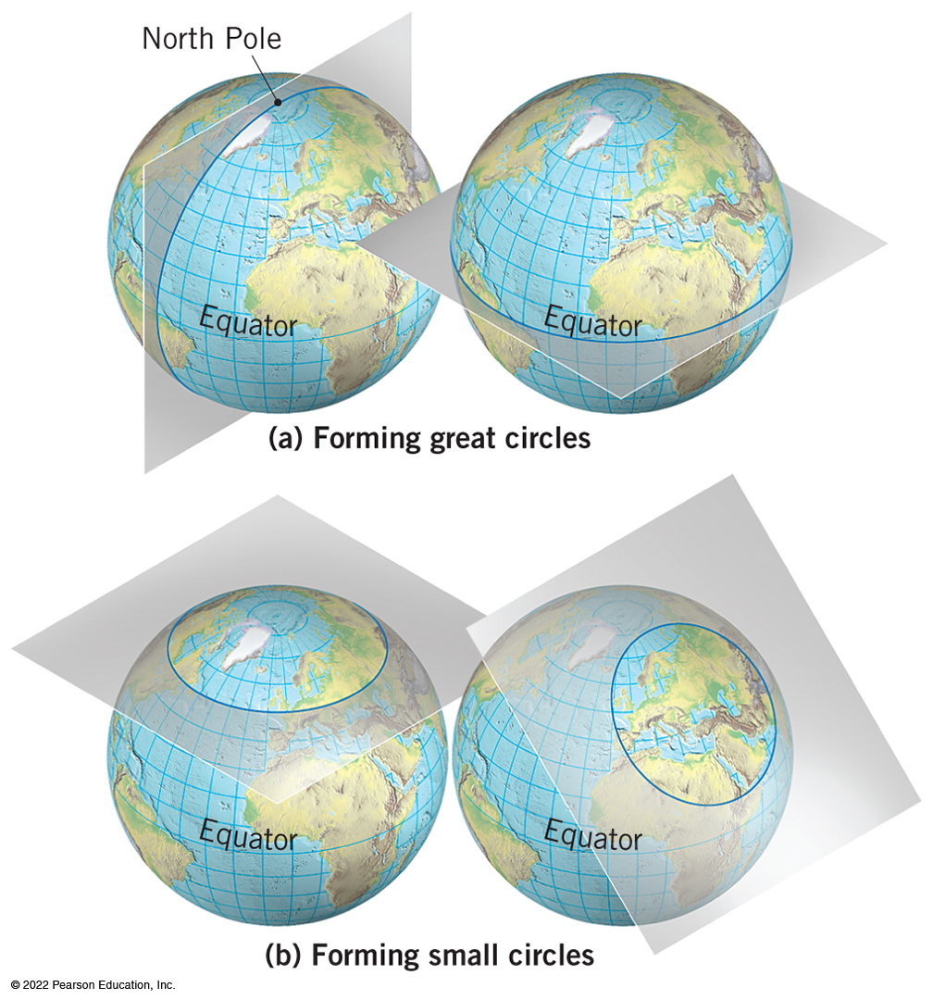 North Pole
Equator
Equator
(a) Forming great circles
Equator
Equator
(b) Forming small circles
© 2022 Pearson Education, Inc.